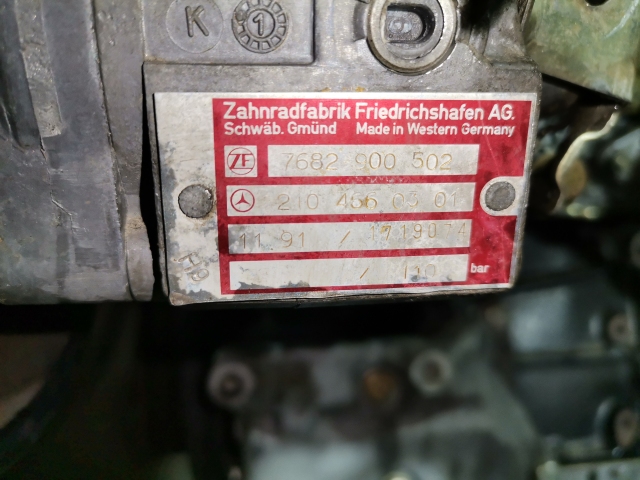 K
1
Zahnradfabrik Friedrichshafen AG.
Schwäb. Gmünd Made in Western Germany
ZF 7682 900 502
210 466 03 01
11 91 / 1719074
/ bar